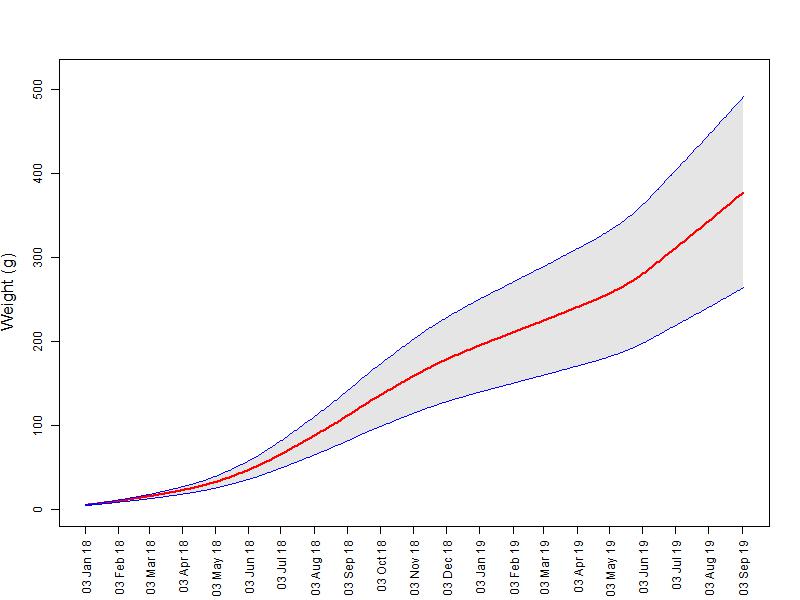 Weight (g)
500
400
300
200
100
0
03 Jan 18
03 Feb 18
03 Mar 18
03 Apr 18
03 May 18
03 Jun 18
03 Jul 18
03 Aug 18
03 Sep 18
03 Oct 18
03 Nov 18
03 Dec 18
03 Jan 19
03 Feb 19
03 Mar 19
03 Apr 19
03 May 19
03 Jun 19
03 Jul 19
03 Aug 19
03 Sep 19